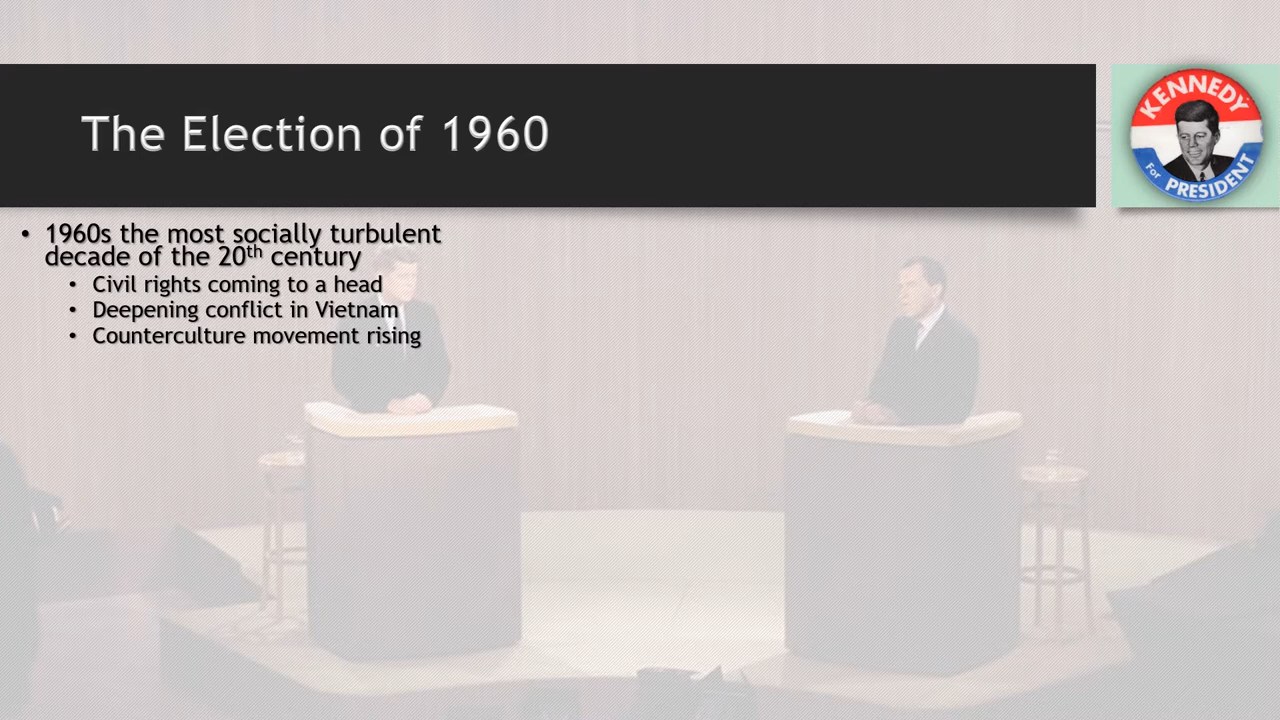 The Election of 1960
KENNEDY
For
PRESIDENT
• 1960s the most socially turbulent
decade of the 20th century
• Civil rights coming to a head
• Deepening conflict in Vietnam
• Counterculture movement rising